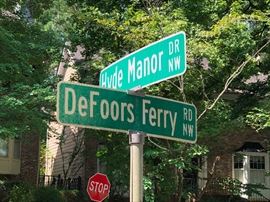 Hyde Manor DR NW
DeFoors Ferry RD NW
STOP